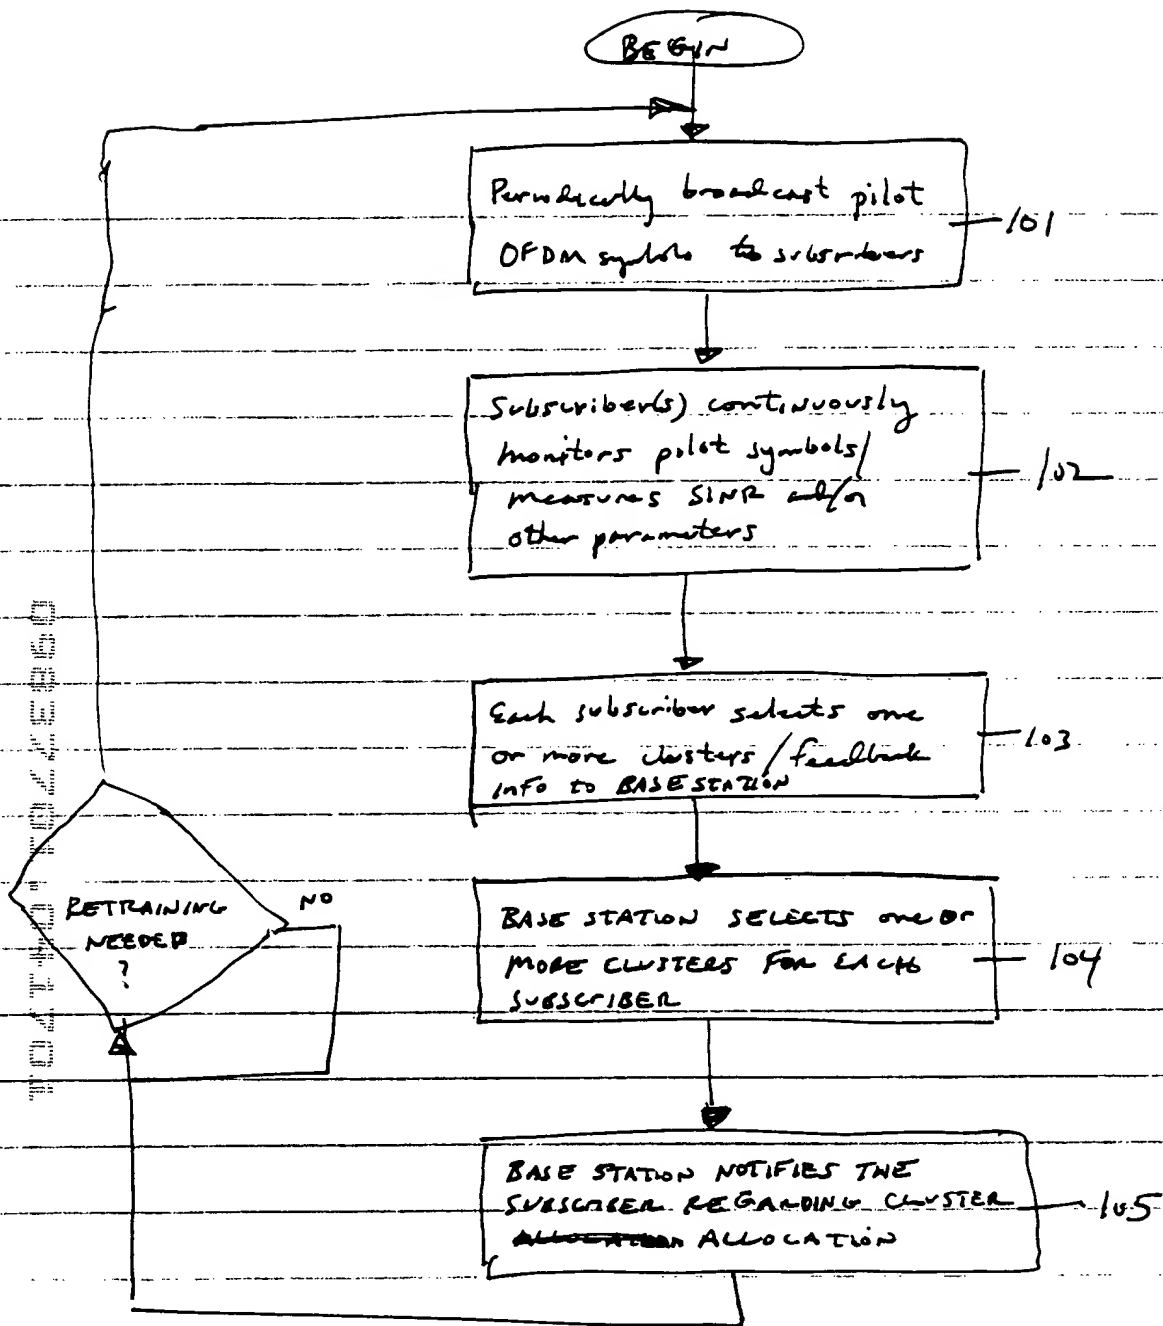 BEGIN
Periodically broadcast pilot
OFDM symbols to subscribers
101
Subscriber(s) continuously
monitors pilot symbols/
measures SINR and/or
other parameters
102
Each subscriber selects one
or more clusters / feedback
info to BASE STATION
103
BASE STATION SELECTS one or
MORE CLUSTERS FOR EACH
SUBSCRIBER
104
BASE STATION NOTIFIES THE
SUBSCRIBER REGARDING CLUSTER
ALLOCATION
105
RETRAINING
NEEDED
?
NO